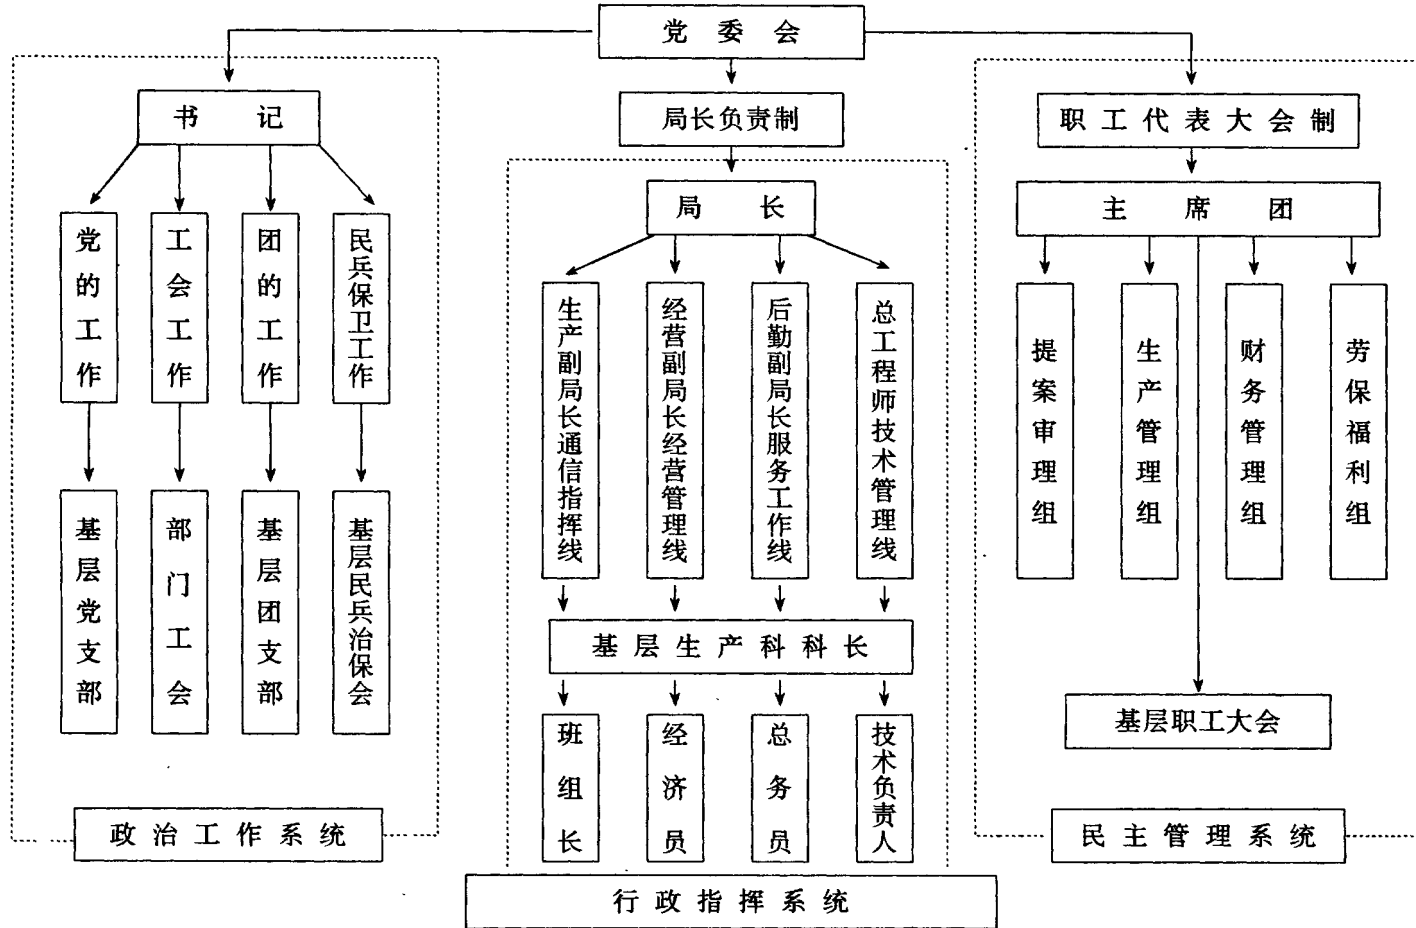 党委会
书记
局长负责制
职工代表大会制
局长
主席团
党的工作
工会工作
团的工作
民兵保卫工作
生产副局长通信指挥线
经营副局长经营管理线
后勤副局长服务工作线
总工程师技术管理线
提案审理组
生产管理组
财务管理组
劳保福利组
基层党支部
部门工会
基层团支部
基层民兵治保会
基层生产科科长
基层职工大会
班组长
经济员
总务员
技术负责人
政治工作系统
民主管理系统
行政指挥系统